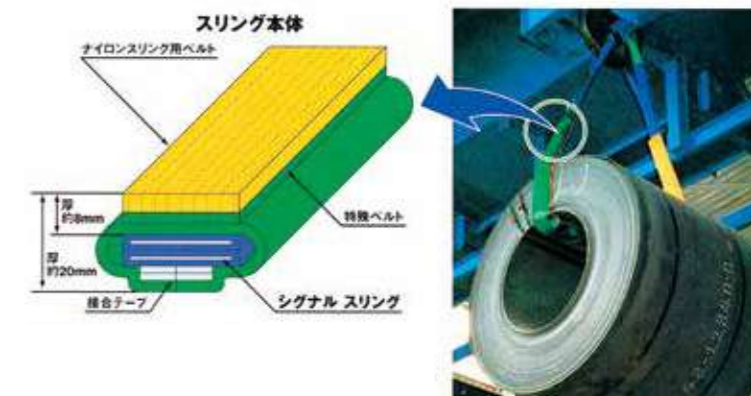 スリング本体
ナイロンスリング用ベルト
厚
約8mm
特殊ベルト
厚
約20mm
接合テープ
シグナル スリング